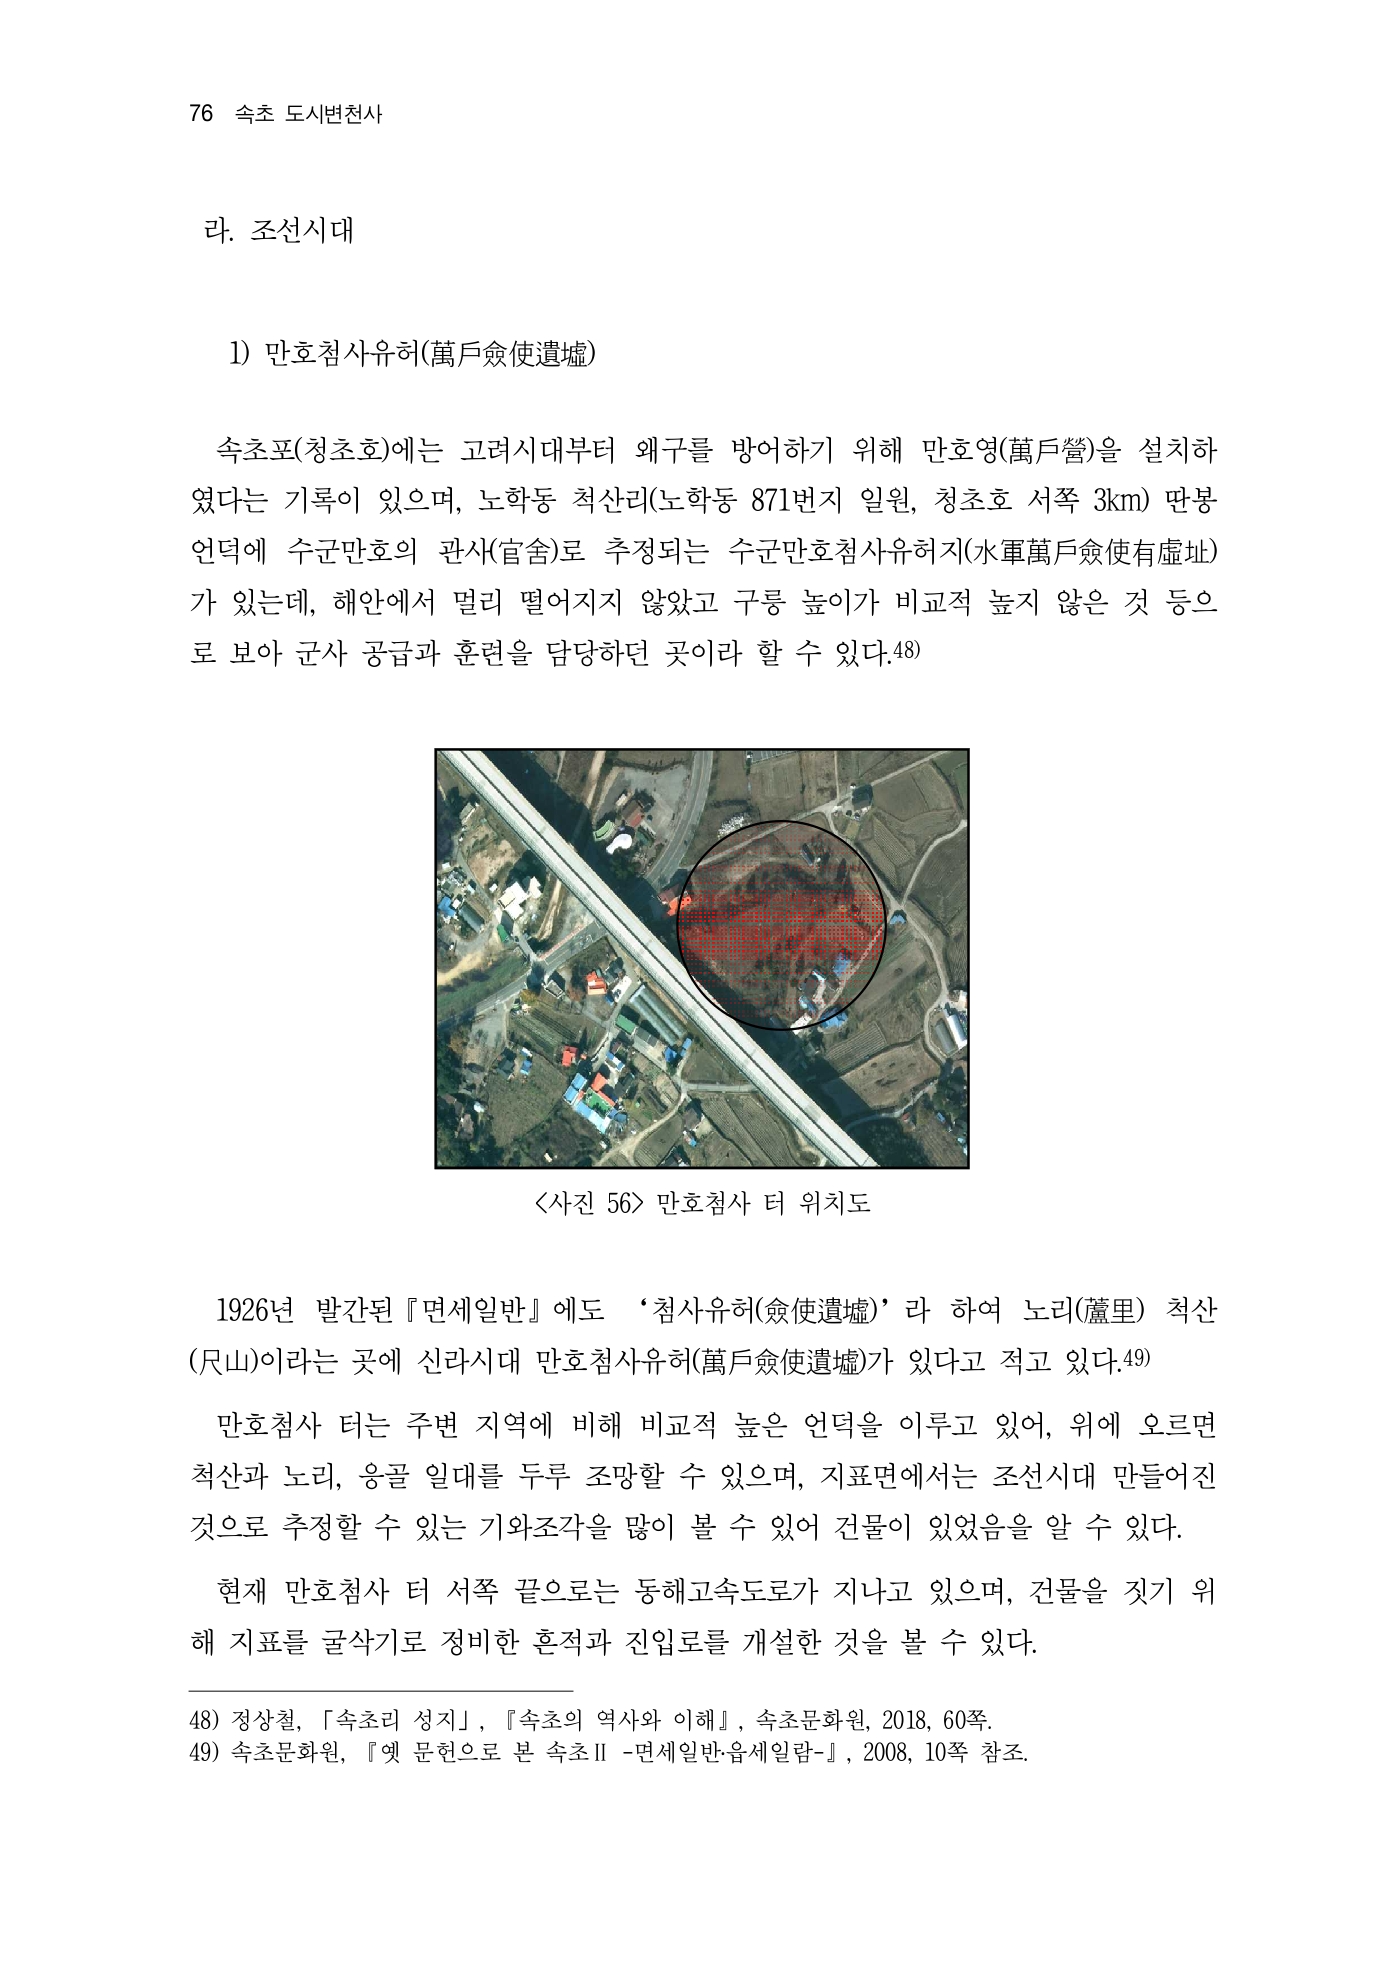 76 속초 도시변천사
라. 조선시대
1) 만호첨사유허(萬戶僉使遺墟)
속초포(청초호)에는 고려시대부터 왜구를 방어하기 위해 만호영(萬戶營)을 설치하
였다는 기록이 있으며, 노학동 척산리(노학동 871번지 일원, 청초호 서쪽 3km) 딴봉
언덕에 수군만호의 관사(官舍)로 추정되는 수군만호첨사유허지(水軍萬戶僉使有虛址)
가 있는데, 해안에서 멀리 떨어지지 않았고 구릉 높이가 비교적 높지 않은 것 등으
로 보아 군사 공급과 훈련을 담당하던 곳이라 할 수 있다.48)
<사진 56> 만호첨사 터 위치도
1926년 발간된『면세일반』에도 ‘첨사유허(僉使遺墟)’라 하여 노리(蘆里) 척산
(尺山)이라는 곳에 신라시대 만호첨사유허(萬戶僉使遺墟)가 있다고 적고 있다.49)
만호첨사 터는 주변 지역에 비해 비교적 높은 언덕을 이루고 있어, 위에 오르면
척산과 노리, 응골 일대를 두루 조망할 수 있으며, 지표면에서는 조선시대 만들어진
것으로 추정할 수 있는 기와조각을 많이 볼 수 있어 건물이 있었음을 알 수 있다.
현재 만호첨사 터 서쪽 끝으로는 동해고속도로가 지나고 있으며, 건물을 짓기 위
해 지표를 굴삭기로 정비한 흔적과 진입로를 개설한 것을 볼 수 있다.
48) 정상철, 「속초리 성지」, 『속초의 역사와 이해』, 속초문화원, 2018, 60쪽.
49) 속초문화원, 『옛 문헌으로 본 속초Ⅱ -면세일반·읍세일람-』, 2008, 10쪽 참조.